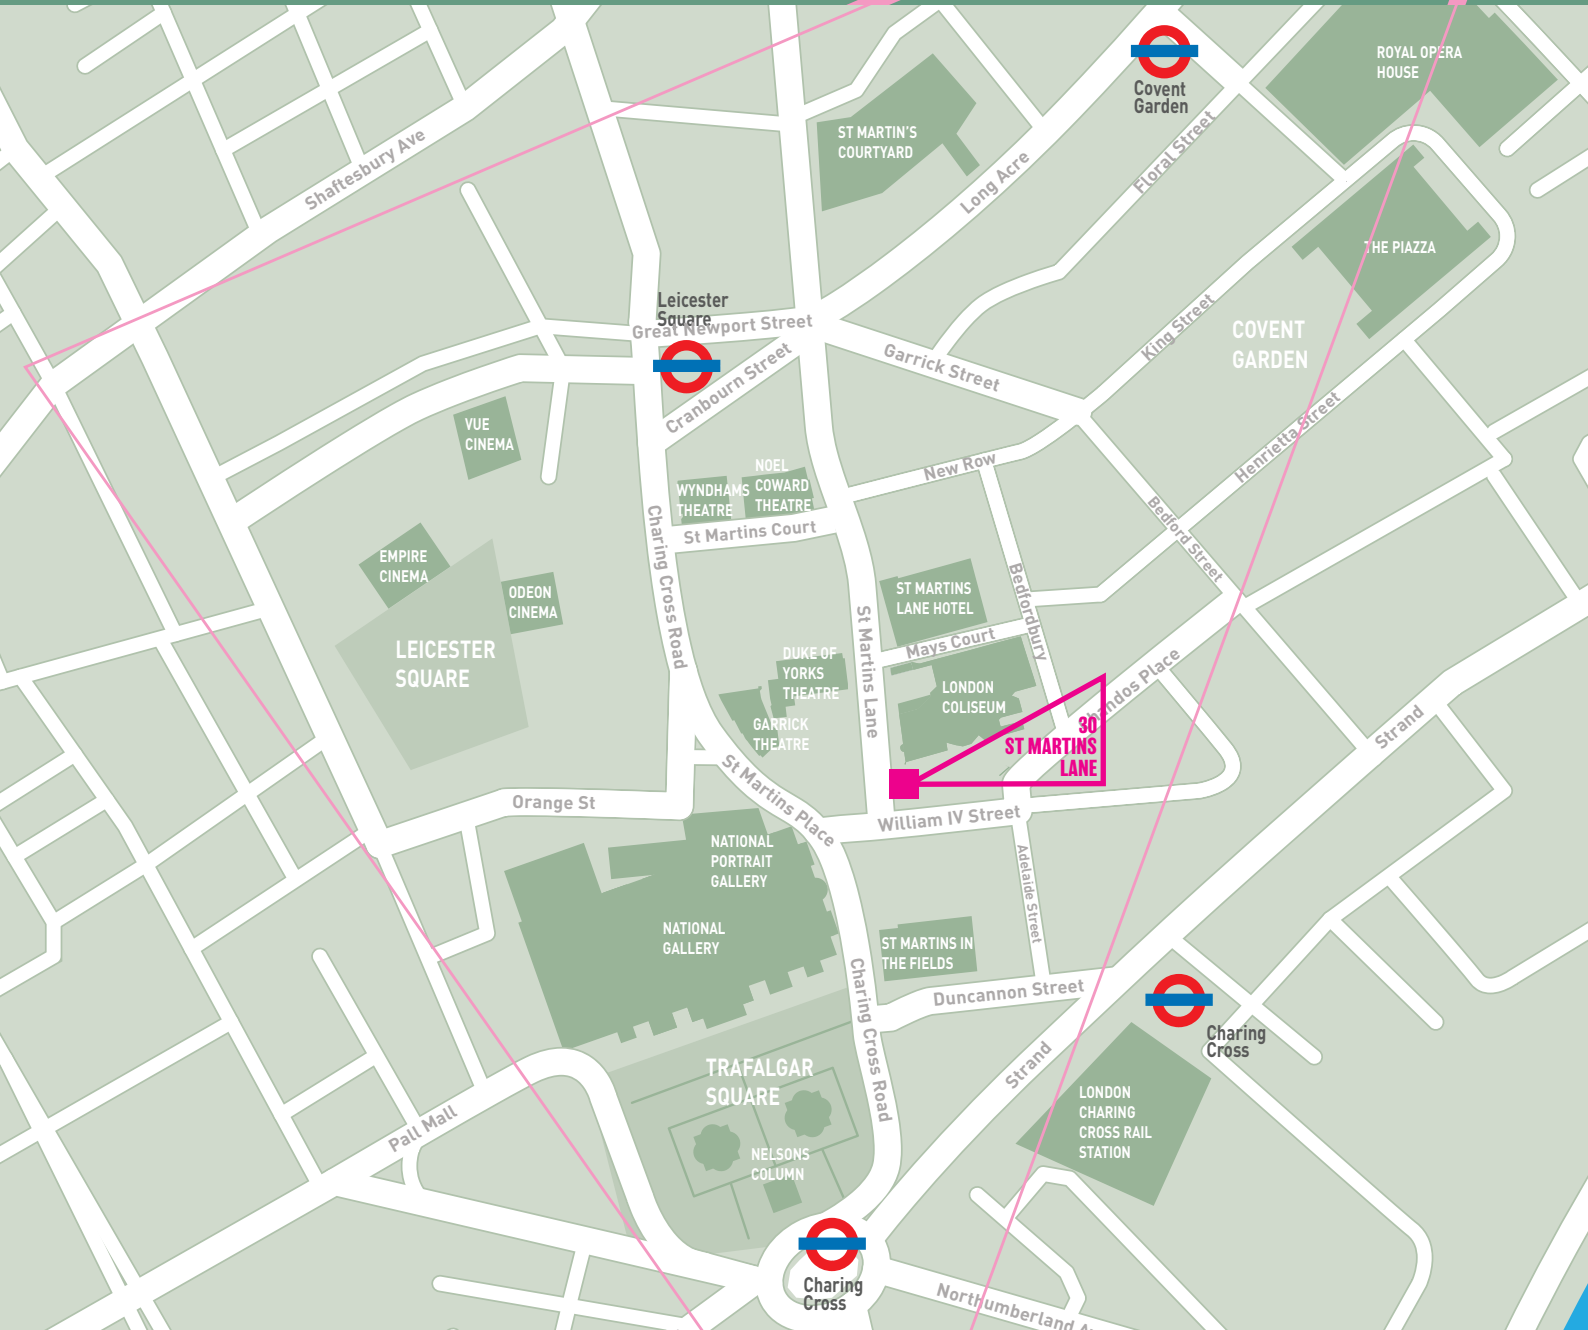 ROYAL OPERA
HOUSE
Covent
Garden
ST MARTIN'S
COURTYARD
Shaftesbury Ave
Long Acre
Floral Street
THE PIAZZA
Leicester
Square
Great Newport Street
Cranbourn Street
Garrick Street
King Street
COVENT
GARDEN
Henrietta Street
VUE
CINEMA
WYNDHAMS
THEATRE
NOEL
COWARD
THEATRE
New Row
St Martins Court
Charing Cross Road
Bedford Street
EMPIRE
CINEMA
ODEON
CINEMA
LEICESTER
SQUARE
ST MARTINS
LANE HOTEL
Bedfordbury
Mays Court
St Martins Lane
DUKE OF
YORKS
THEATRE
LONDON
COLISEUM
GARRICK
THEATRE
handos Place
30
ST MARTINS
LANE
Strand
St Martins Place
Orange St
William IV Street
NATIONAL
PORTRAIT
GALLERY
Adelaide Street
NATIONAL
GALLERY
ST MARTINS IN
THE FIELDS
Charing Cross Road
Duncannon Street
Charing
Cross
Strand
TRAFALGAR
SQUARE
LONDON
CHARING
CROSS RAIL
STATION
Pall Mall
NELSONS
COLUMN
Charing
Cross
Northumberland A